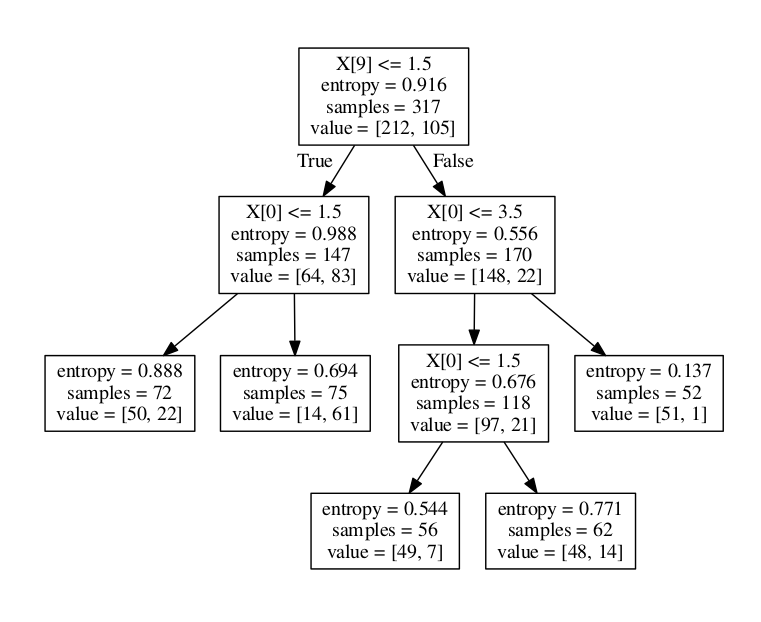 X[9] <= 1.5
entropy = 0.916
samples = 317
value = [212, 105]
True
False
X[0] <= 1.5
entropy = 0.988
samples = 147
value = [64, 83]
X[0] <= 3.5
entropy = 0.556
samples = 170
value = [148, 22]
entropy = 0.888
samples = 72
value = [50, 22]
entropy = 0.694
samples = 75
value = [14, 61]
X[0] <= 1.5
entropy = 0.676
samples = 118
value = [97, 21]
entropy = 0.137
samples = 52
value = [51, 1]
entropy = 0.544
samples = 56
value = [49, 7]
entropy = 0.771
samples = 62
value = [48, 14]